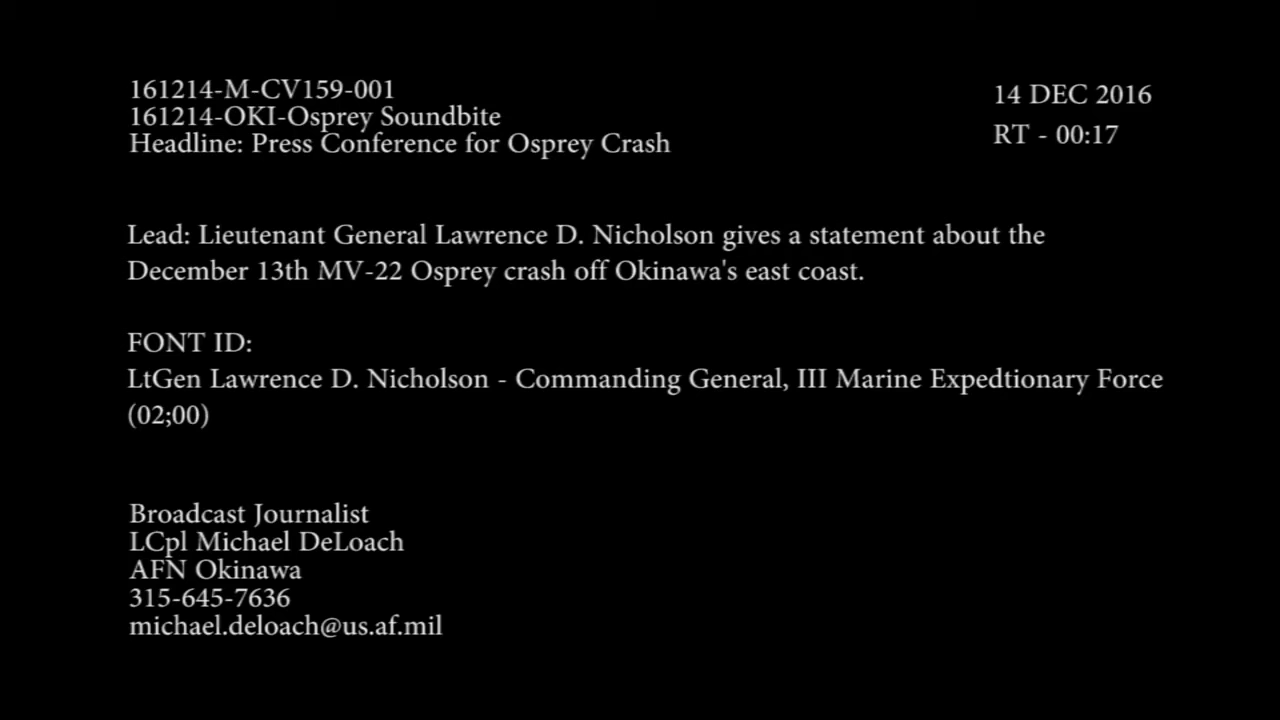 161214-M-CV159-001
161214-OKI-Osprey Soundbite
Headline: Press Conference for Osprey Crash
14 DEC 2016
RT - 00:17
Lead: Lieutenant General Lawrence D. Nicholson gives a statement about the
December 13th MV-22 Osprey crash off Okinawa's east coast.
FONT ID:
LtGen Lawrence D. Nicholson - Commanding General, III Marine Expedtionary Force
(02;00)
Broadcast Journalist
LCpl Michael DeLoach
AFN Okinawa
315-645-7636
michael.deloach@us.af.mil